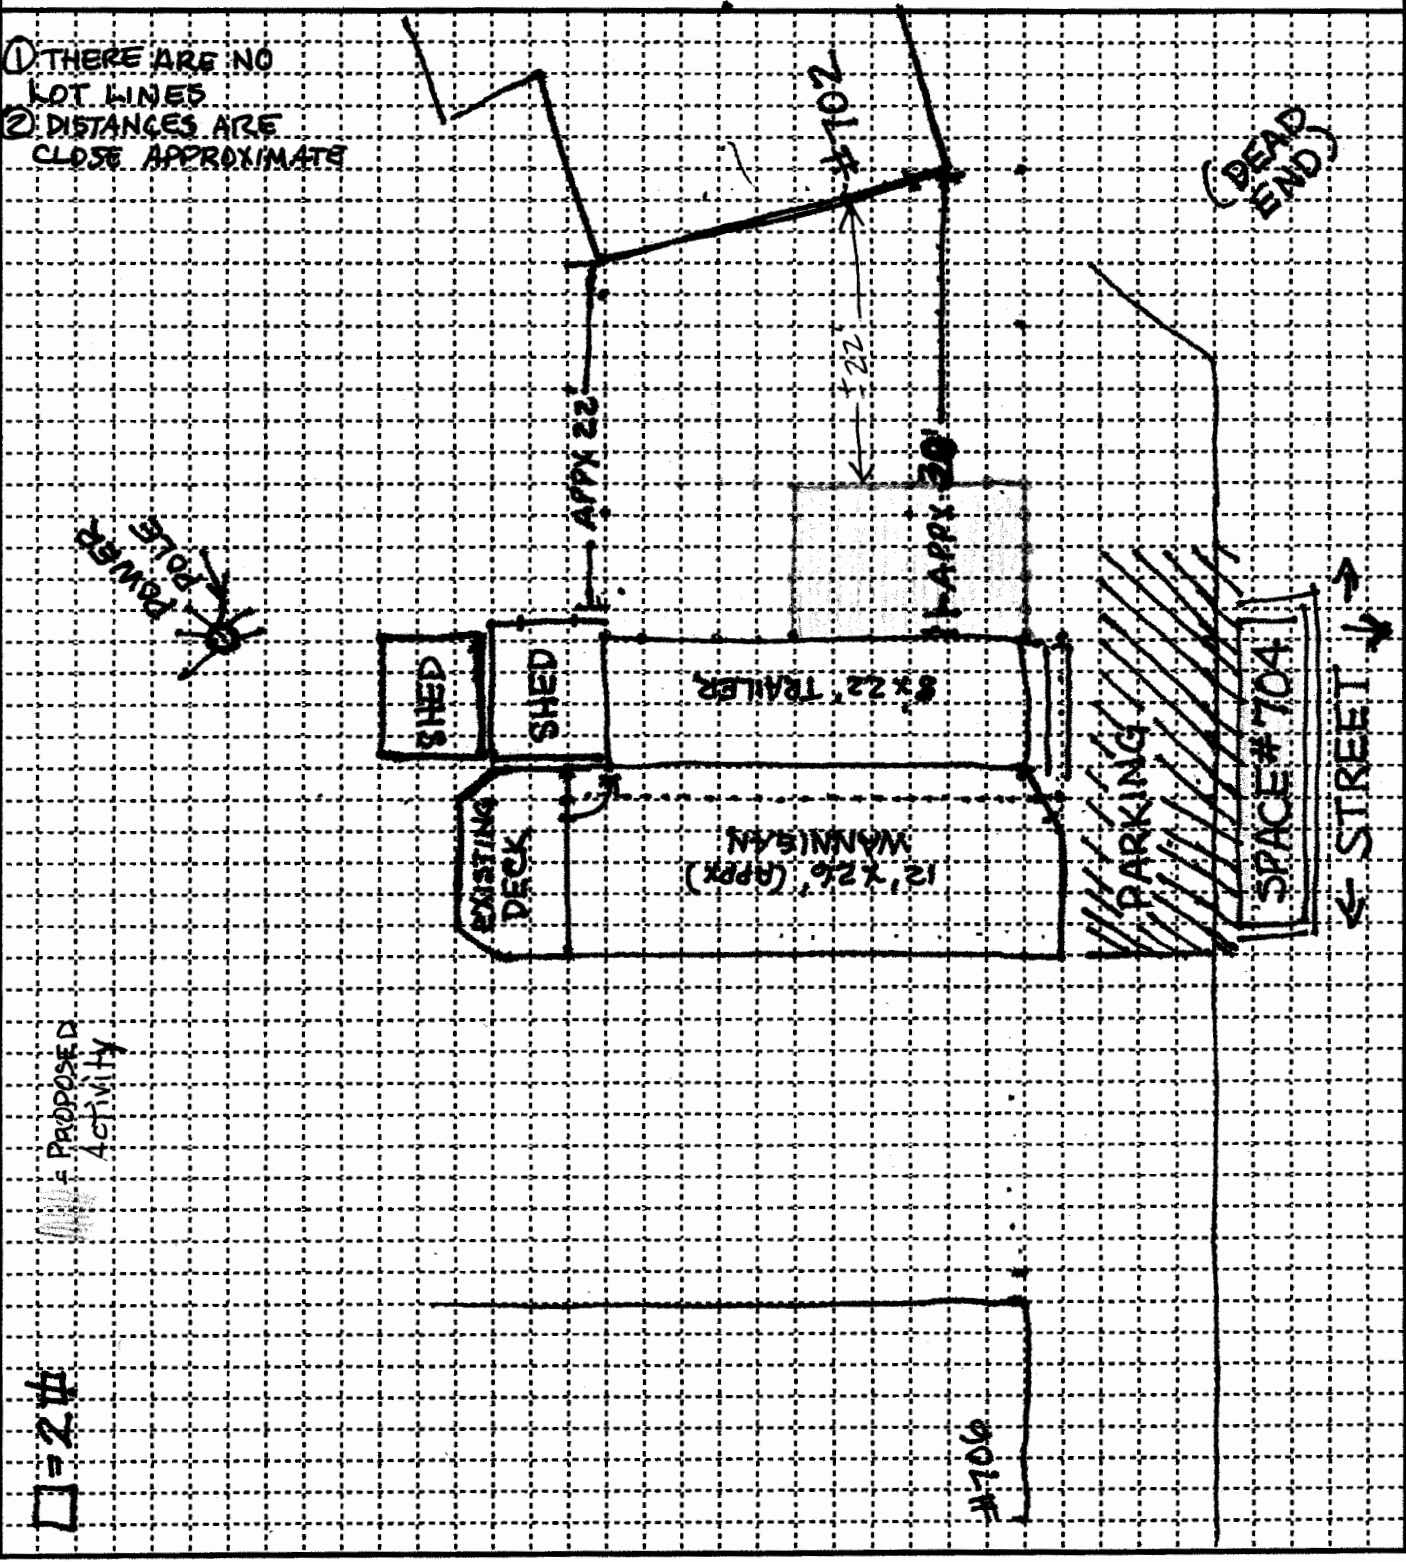 ① THERE ARE NO
LOT LINES
② DISTANCES ARE
CLOSE APPROXIMATE
#702
(DEAD
END)
±22'
APPX 22'
APPX 30'
POWER
POLE
SHED
SHED
8'x22' TRAILER
EXISTING
DECK
12' X 26' (APPX)
WANNIGAN
PARKING
SPACE #704
← STREET →
= PROPOSED
Activity
= 2 ft
#706